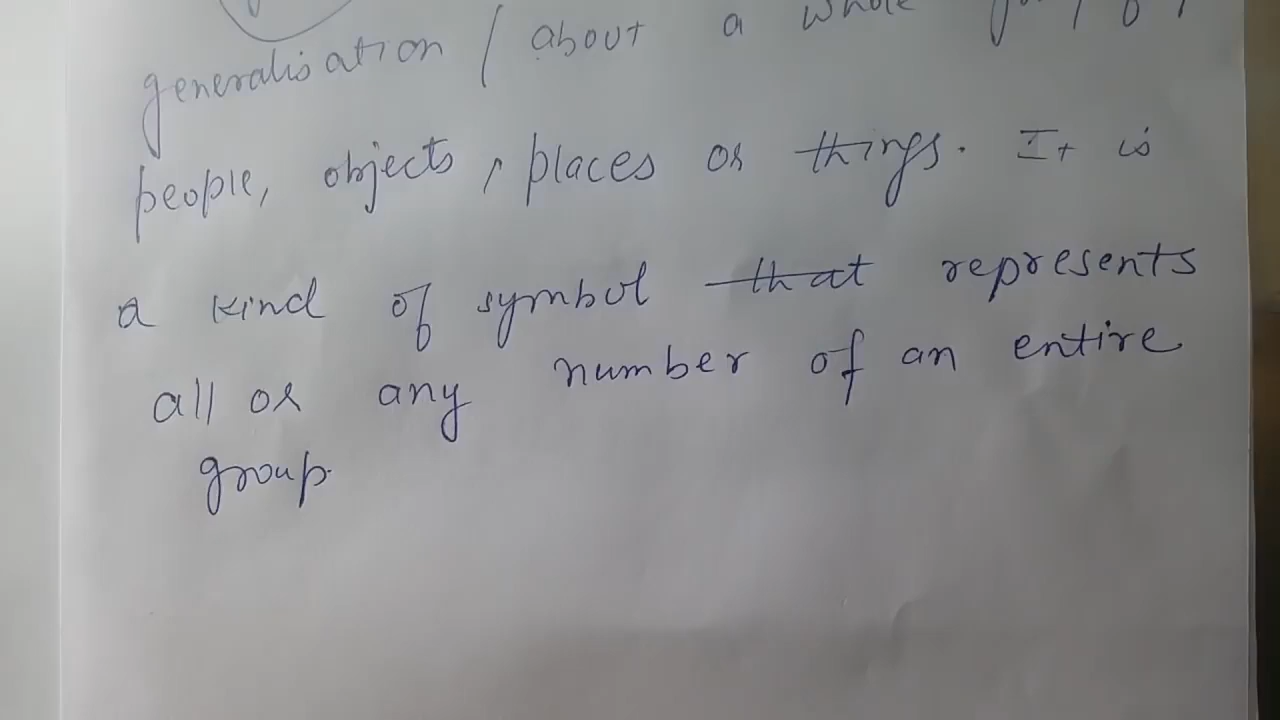 generalisation / about a whole
people, objects, places or things. It is
a kind of symbol that represents
all or any number of an entire
group.